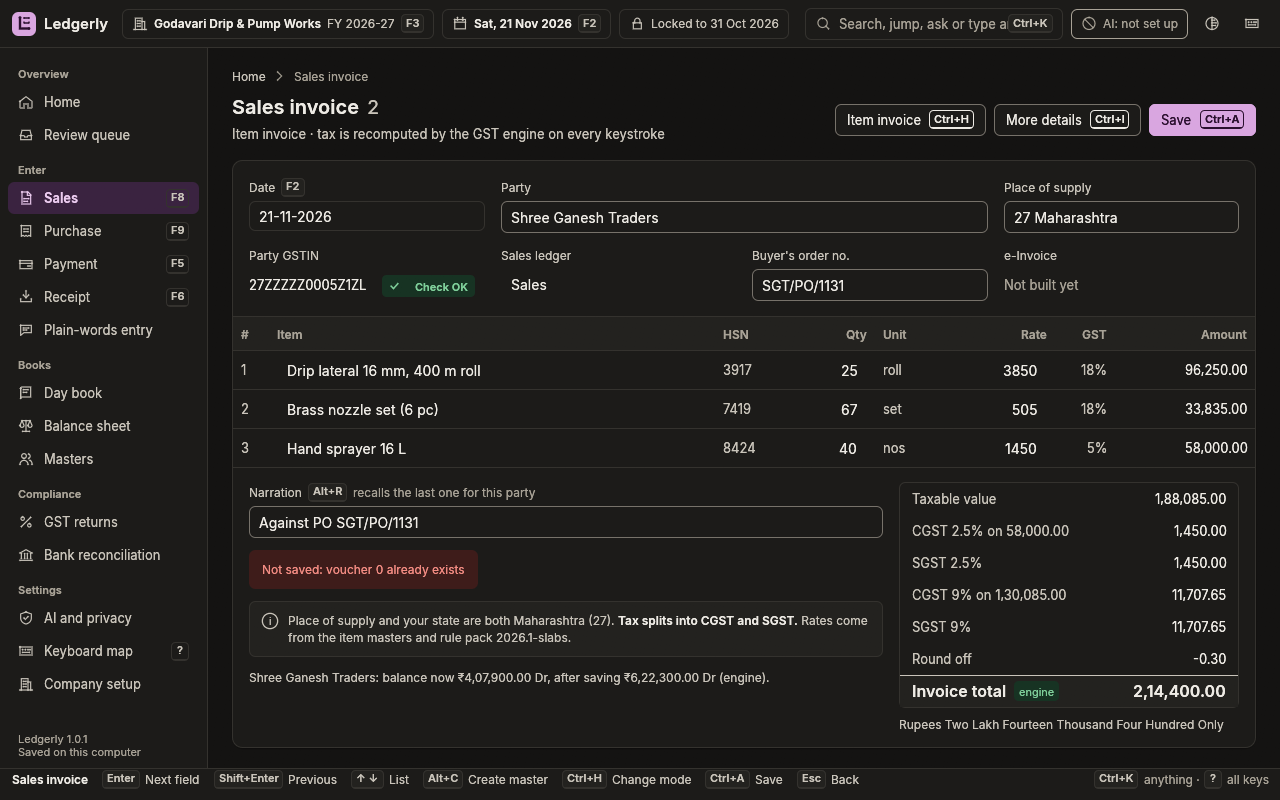 Ledgerly
Godavari Drip & Pump Works FY 2026-27 F3
Sat, 21 Nov 2026 F2
Locked to 31 Oct 2026
Search, jump, ask or type a Ctrl+K
AI: not set up
Overview
Home
Review queue
Enter
Sales F8
Purchase F9
Payment F5
Receipt F6
Plain-words entry
Books
Day book
Balance sheet
Masters
Compliance
GST returns
Bank reconciliation
Settings
AI and privacy
Keyboard map ?
Company setup
Ledgerly 1.0.1
Saved on this computer
Home > Sales invoice
Sales invoice 2
Item invoice · tax is recomputed by the GST engine on every keystroke
Item invoice Ctrl+H
More details Ctrl+I
Save Ctrl+A
Date F2 Party Place of supply
21-11-2026 Shree Ganesh Traders 27 Maharashtra
Party GSTIN Sales ledger Buyer's order no. e-Invoice
27ZZZZZ0005Z1ZL Check OK Sales SGT/PO/1131 Not built yet
# Item HSN Qty Unit Rate GST Amount
1 Drip lateral 16 mm, 400 m roll 3917 25 roll 3850 18% 96,250.00
2 Brass nozzle set (6 pc) 7419 67 set 505 18% 33,835.00
3 Hand sprayer 16 L 8424 40 nos 1450 5% 58,000.00
Narration Alt+R recalls the last one for this party
Against PO SGT/PO/1131
Not saved: voucher 0 already exists
Place of supply and your state are both Maharashtra (27). Tax splits into CGST and SGST. Rates come
from the item masters and rule pack 2026.1-slabs.
Shree Ganesh Traders: balance now ₹4,07,900.00 Dr, after saving ₹6,22,300.00 Dr (engine).
Taxable value 1,88,085.00
CGST 2.5% on 58,000.00 1,450.00
SGST 2.5% 1,450.00
CGST 9% on 1,30,085.00 11,707.65
SGST 9% 11,707.65
Round off -0.30
Invoice total engine 2,14,400.00
Rupees Two Lakh Fourteen Thousand Four Hundred Only
Sales invoice Enter Next field Shift+Enter Previous ↑ ↓ List Alt+C Create master Ctrl+H Change mode Ctrl+A Save Esc Back Ctrl+K anything · ? all keys